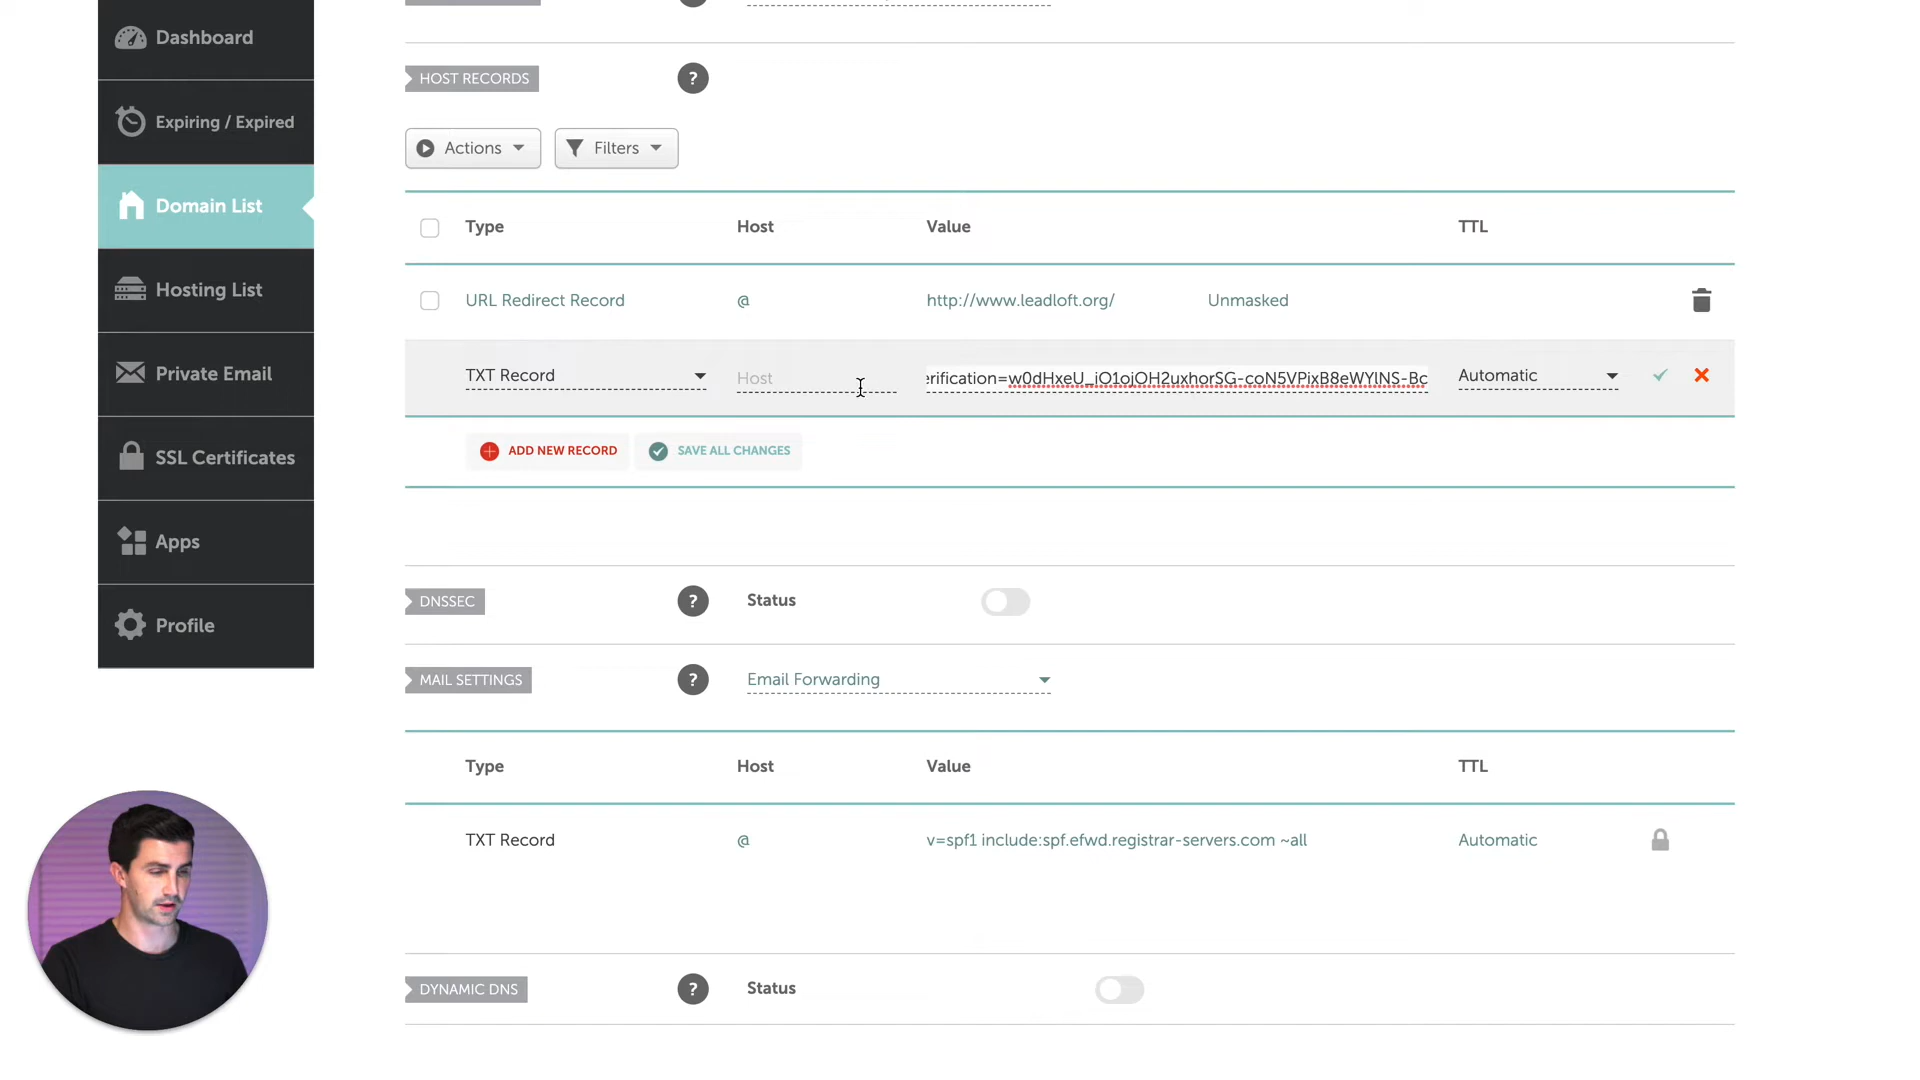 Dashboard
Expiring / Expired
Domain List
Hosting List
Private Email
SSL Certificates
Apps
Profile
HOST RECORDS ?
Actions Filters
Type Host Value TTL
URL Redirect Record @ http://www.leadloft.org/ Unmasked
TXT Record Host erification=w0dHxeU_iO1ojOH2uxhorSG-coN5VPixB8eWYlNS-Bc Automatic
ADD NEW RECORD SAVE ALL CHANGES
DNSSEC ? Status
MAIL SETTINGS ? Email Forwarding
Type Host Value TTL
TXT Record @ v=spf1 include:spf.efwd.registrar-servers.com ~all Automatic
DYNAMIC DNS ? Status